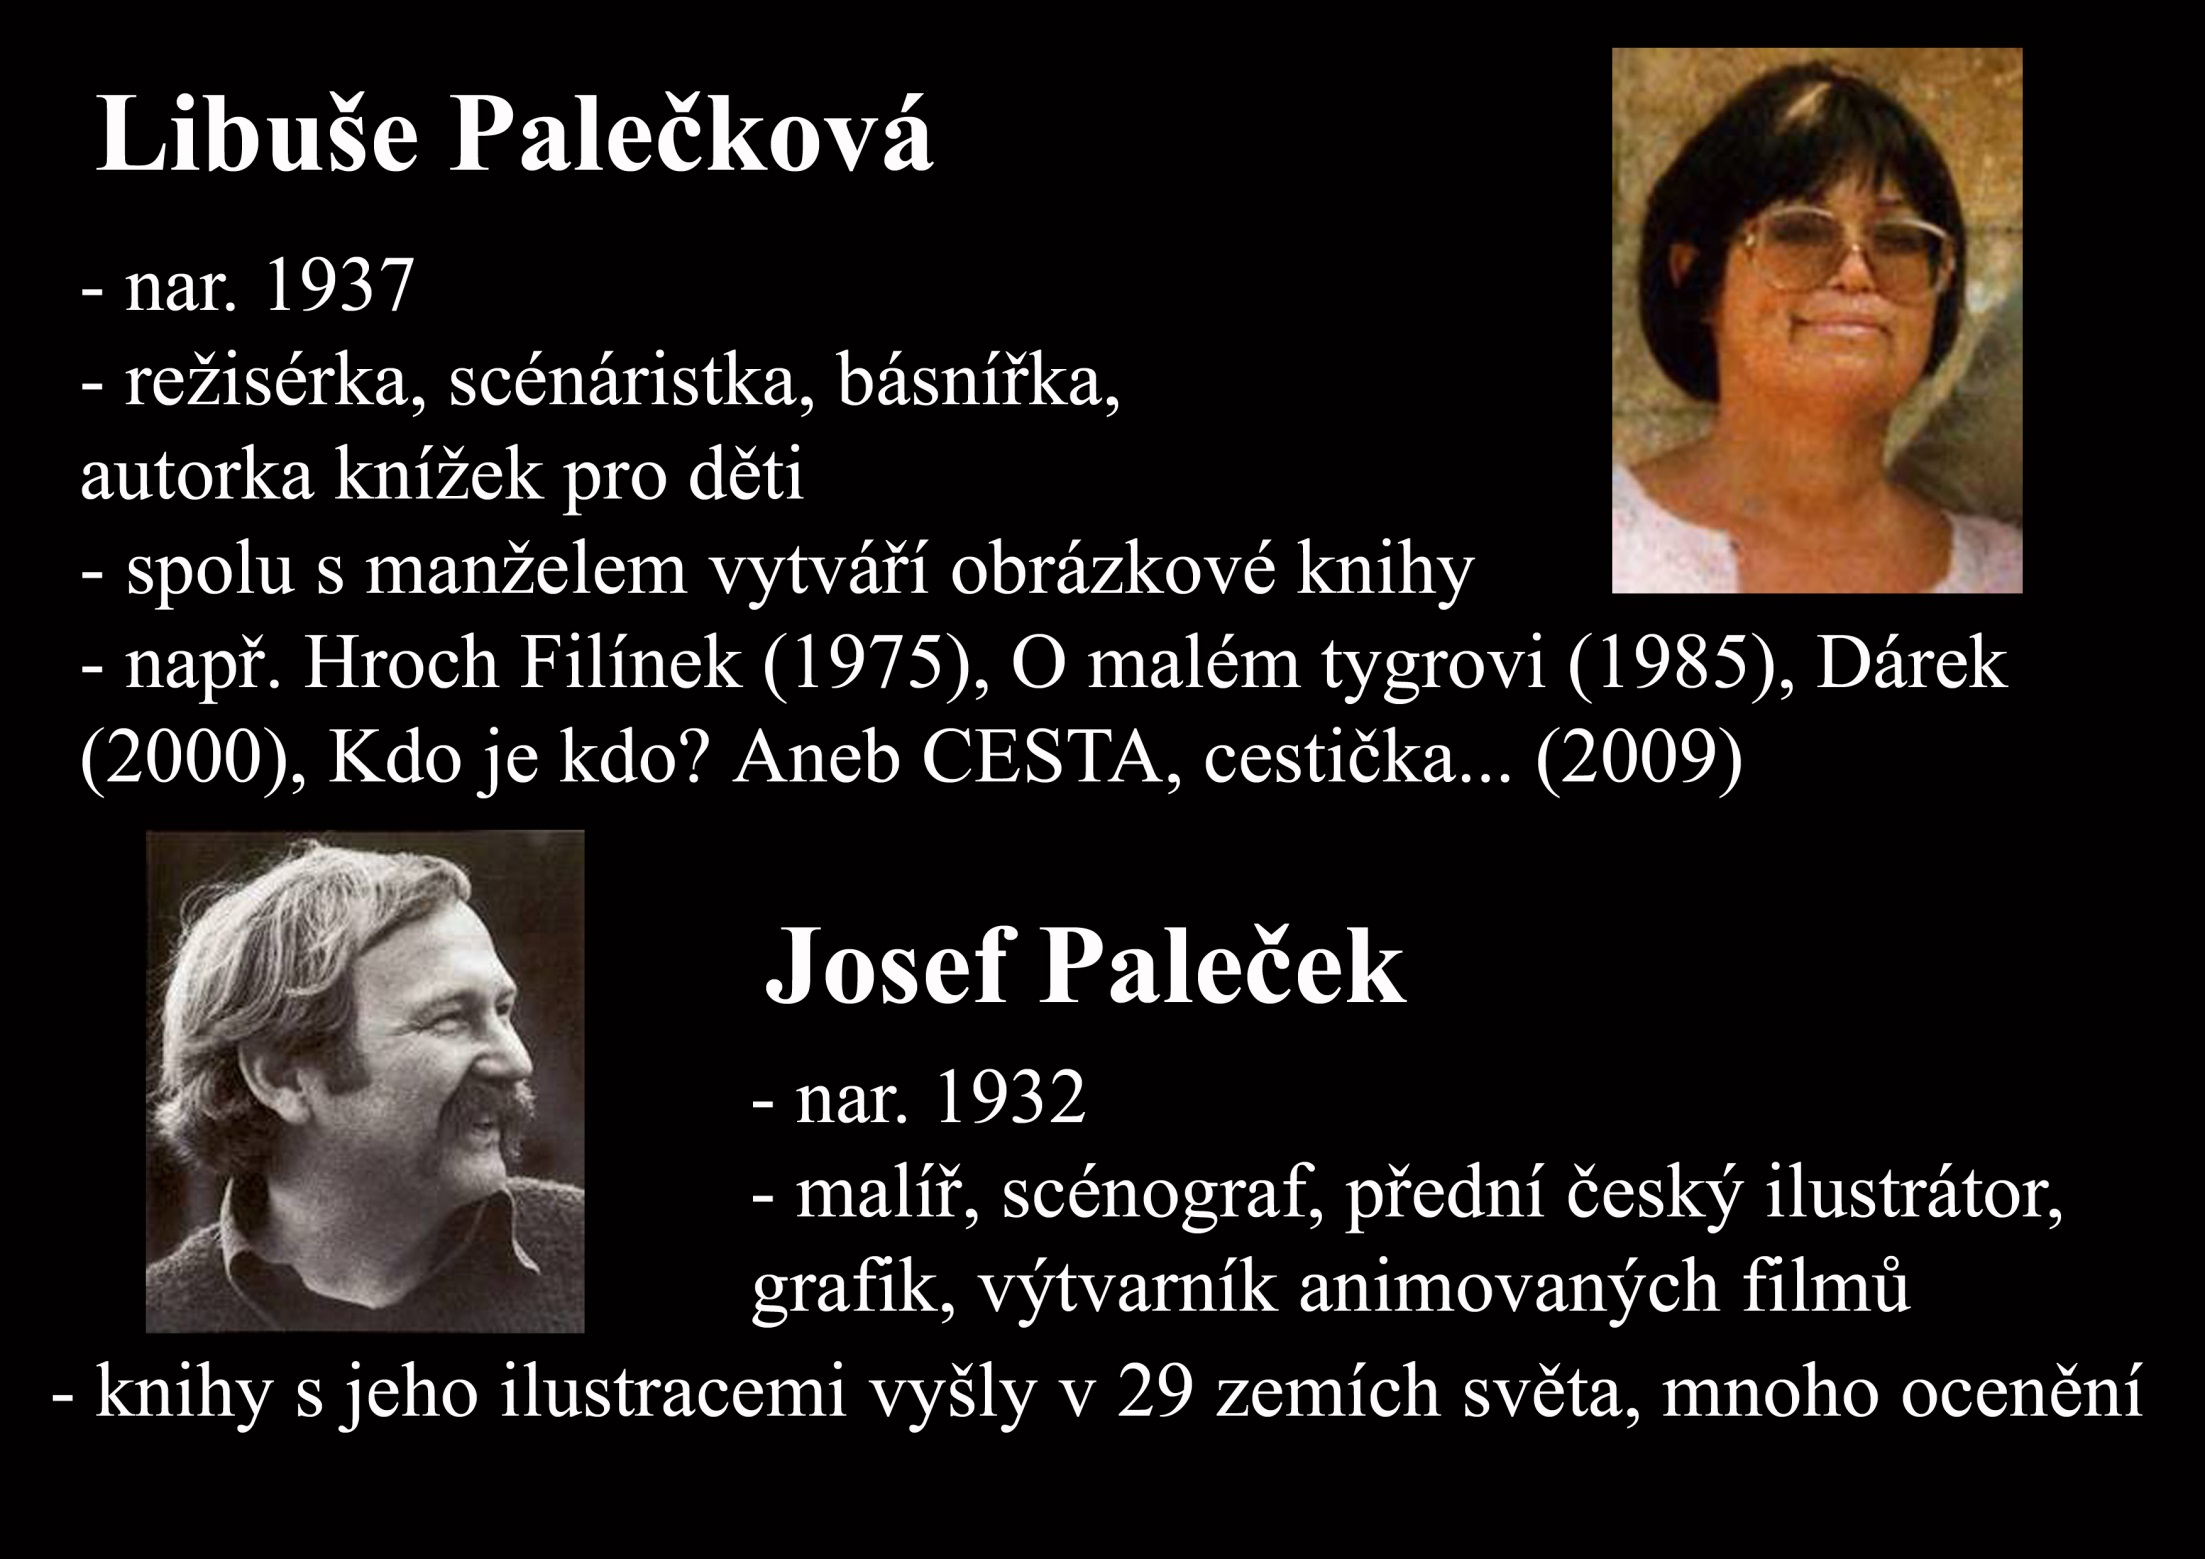 Libuše Palečková
- nar. 1937
- režisérka, scénáristka, básnířka,
autorka knížek pro děti
- spolu s manželem vytváří obrázkové knihy
- např. Hroch Filínek (1975), O malém tygrovi (1985), Dárek
(2000), Kdo je kdo? Aneb CESTA, cestička... (2009)
Josef Paleček
- nar. 1932
- malíř, scénograf, přední český ilustrátor,
grafik, výtvarník animovaných filmů
- knihy s jeho ilustracemi vyšly v 29 zemích světa, mnoho ocenění